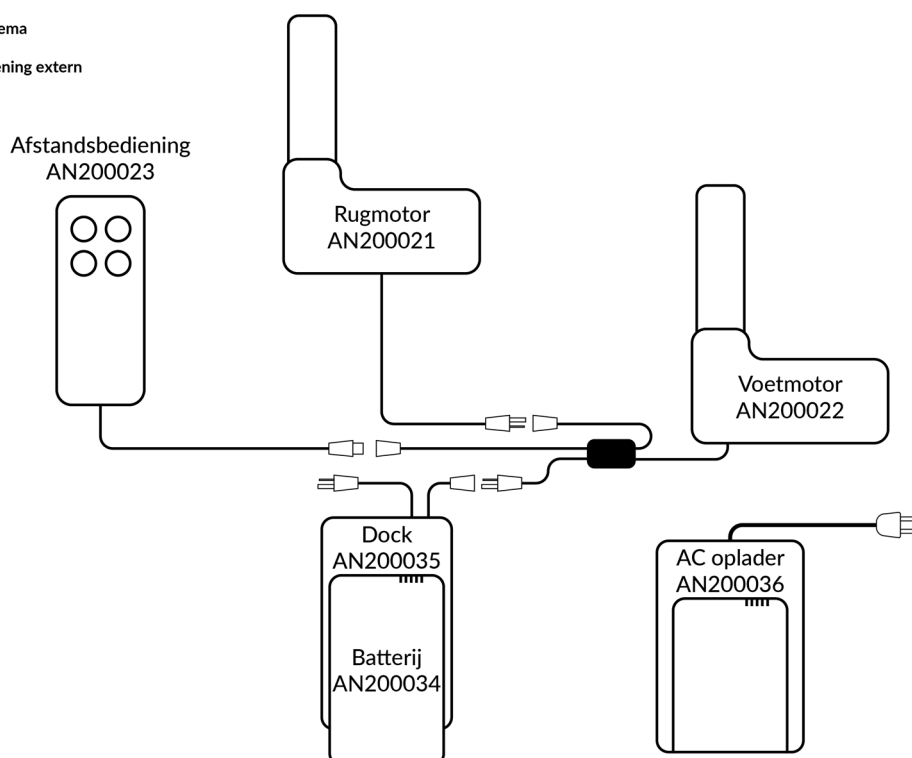 ema
ening extern
Afstandsbediening
AN200023
Rugmotor
AN200021
Voetmotor
AN200022
Dock
AN200035
Batterij
AN200034
AC oplader
AN200036